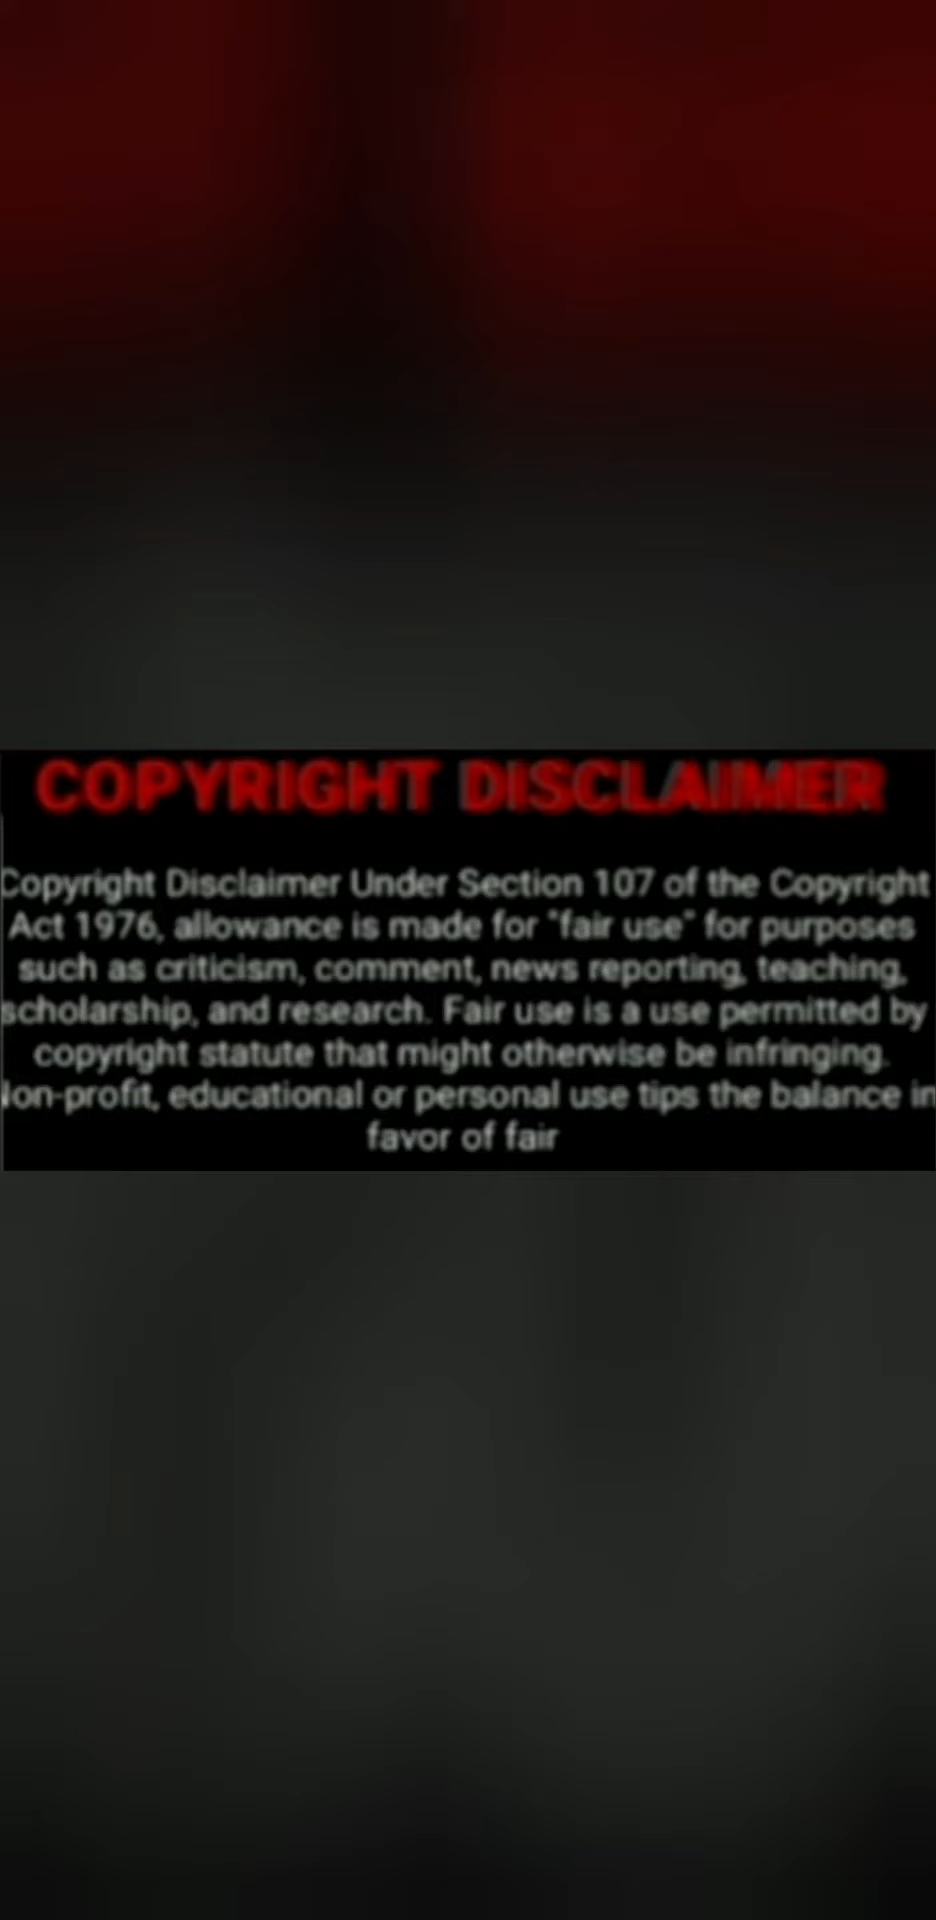 COPYRIGHT DISCLAIMER
Copyright Disclaimer Under Section 107 of the Copyright
Act 1976, allowance is made for "fair use" for purposes
such as criticism, comment, news reporting, teaching,
scholarship, and research. Fair use is a use permitted by
copyright statute that might otherwise be infringing.
Non-profit, educational or personal use tips the balance in
favor of fair